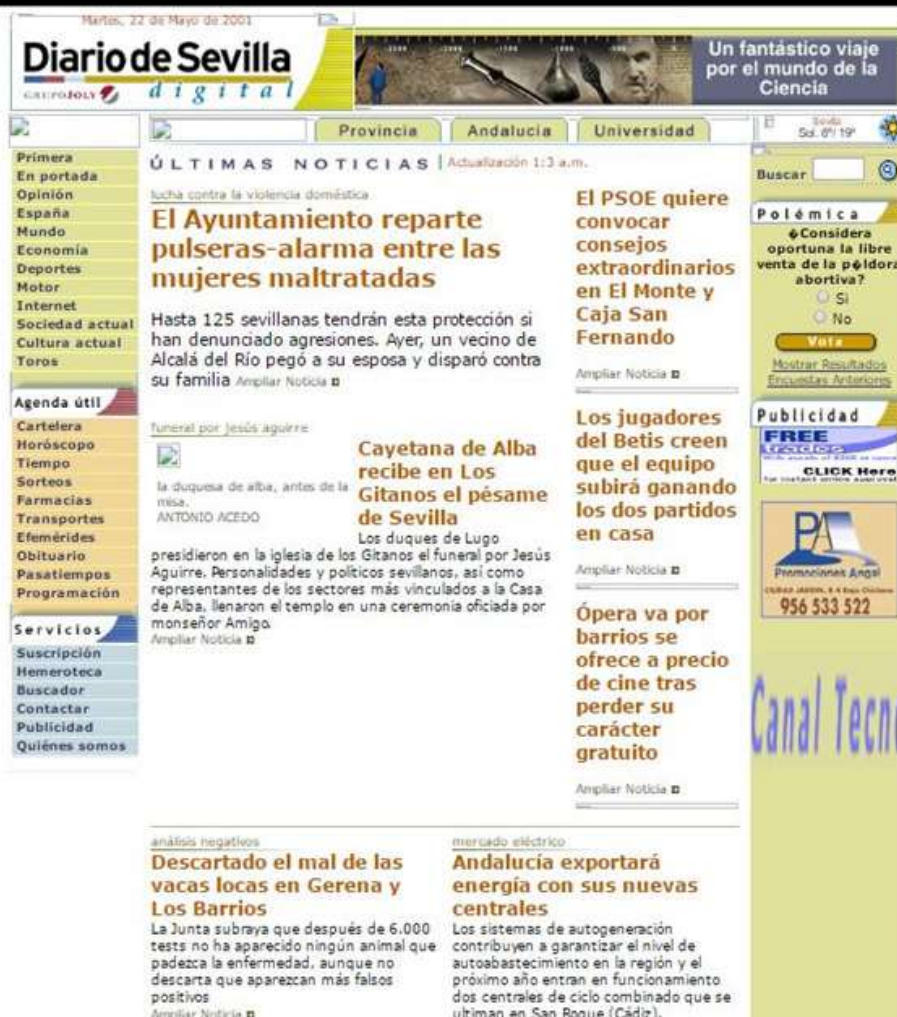 Martes, 22 de Mayo de 2001
Diario de Sevilla
GRUPO JOLY
digital
Un fantástico viaje
por el mundo de la
Ciencia
Provincia
Andalucia
Universidad
Sevilla
Sol. 8º/ 19º
Primera
En portada
Opinión
España
Mundo
Economía
Deportes
Motor
Internet
Sociedad actual
Cultura actual
Toros
Agenda útil
Cartelera
Horóscopo
Tiempo
Sorteos
Farmacias
Transportes
Efemérides
Obituario
Pasatiempos
Programación
Servicios
Suscripción
Hemeroteca
Buscador
Contactar
Publicidad
Quiénes somos
ÚLTIMAS NOTICIAS | Actualización 1:3 a.m.
lucha contra la violencia doméstica
El Ayuntamiento reparte
pulseras-alarma entre las
mujeres maltratadas
Hasta 125 sevillanas tendrán esta protección si
han denunciado agresiones. Ayer, un vecino de
Alcalá del Río pegó a su esposa y disparó contra
su familia Ampliar Noticia
funeral por jesús aguirre
la duquesa de alba, antes de la
misa.
ANTONIO ACEDO
Cayetana de Alba
recibe en Los
Gitanos el pésame
de Sevilla
Los duques de Lugo
presidieron en la iglesia de los Gitanos el funeral por Jesús
Aguirre. Personalidades y políticos sevillanos, así como
representantes de los sectores más vinculados a la Casa
de Alba, llenaron el templo en una ceremonia oficiada por
monseñor Amigo.
Ampliar Noticia
El PSOE quiere
convocar
consejos
extraordinarios
en El Monte y
Caja San
Fernando
Ampliar Noticia
Los jugadores
del Betis creen
que el equipo
subirá ganando
los dos partidos
en casa
Ampliar Noticia
Ópera va por
barrios se
ofrece a precio
de cine tras
perder su
carácter
gratuito
Ampliar Noticia
análisis negativos
Descartado el mal de las
vacas locas en Gerena y
Los Barrios
La Junta subraya que después de 6.000
tests no ha aparecido ningún animal que
padezca la enfermedad, aunque no
descarta que aparezcan más falsos
positivos
Ampliar Noticia
mercado eléctrico
Andalucía exportará
energía con sus nuevas
centrales
Los sistemas de autogeneración
contribuyen a garantizar el nivel de
autoabastecimiento en la región y el
próximo año entran en funcionamiento
dos centrales de ciclo combinado que se
ultiman en San Roque (Cádiz).
Buscar
Polémica
�Considera
oportuna la libre
venta de la p�ldora
abortiva?
Si
No
Vota
Mostrar Resultados
Encuestas Anteriores
Publicidad
FREE
trades
CLICK Here
for instant online approval
PA
Promociones Angal
956 533 522
Canal Tecno